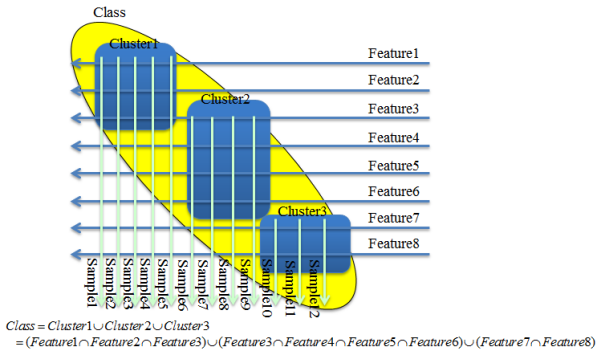 Class
Cluster1
Feature1
Feature2
Cluster2
Feature3
Feature4
Feature5
Feature6
Cluster3
Feature7
Feature8
Sample1
Sample2
Sample3
Sample4
Sample5
Sample6
Sample7
Sample8
Sample9
Sample10
Sample11
Sample12
Class = Cluster1∪Cluster2∪Cluster3
= (Feature1∩Feature2∩Feature3)∪(Feature3∩Feature4∩Feature5∩Feature6)∪(Feature7∩Feature8)